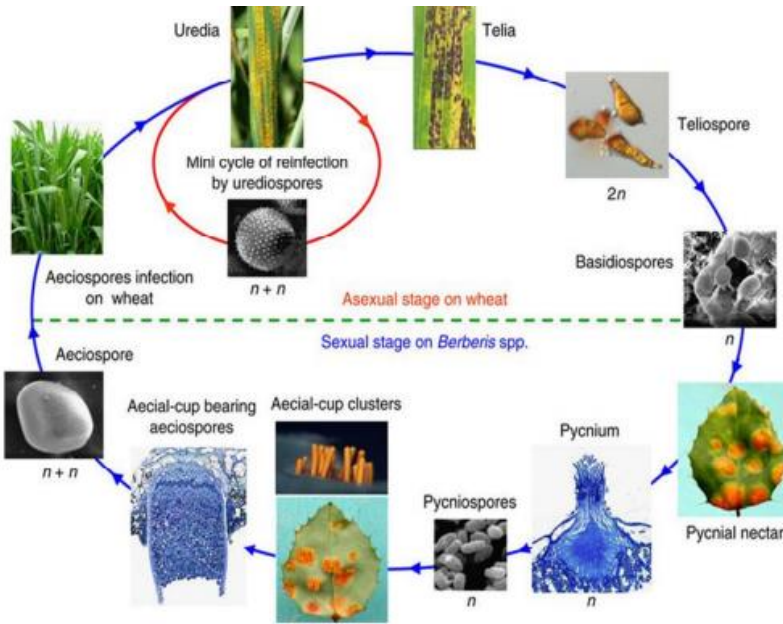 Uredia
Telia
Teliospore
2n
Mini cycle of reinfection
by urediospores
n + n
Basidiospores
n
Aeciospores infection
on wheat
Asexual stage on wheat
Sexual stage on Berberis spp.
Aeciospore
n + n
Aecial-cup bearing
aeciospores
Aecial-cup clusters
Pycniospores
n
Pycnium
n
Pycnial nectar